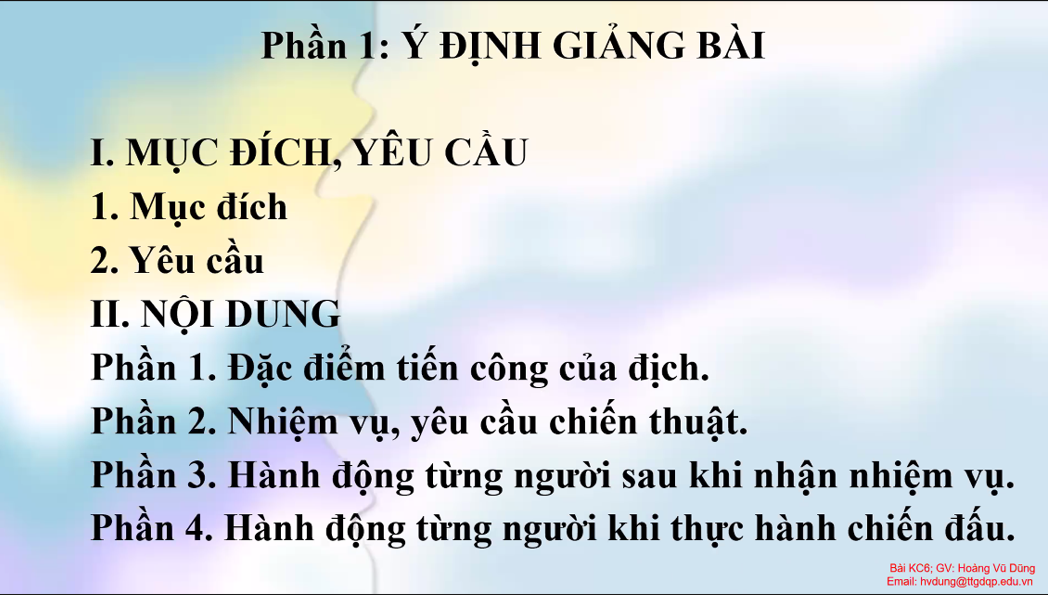 Phần 1: Ý ĐỊNH GIẢNG BÀI
I. MỤC ĐÍCH, YÊU CẦU
1. Mục đích
2. Yêu cầu
II. NỘI DUNG
Phần 1. Đặc điểm tiến công của địch.
Phần 2. Nhiệm vụ, yêu cầu chiến thuật.
Phần 3. Hành động từng người sau khi nhận nhiệm vụ.
Phần 4. Hành động từng người khi thực hành chiến đấu.
Bài KC6; GV: Hoàng Vũ Dũng
Email: hvdung@ttgdqp.edu.vn